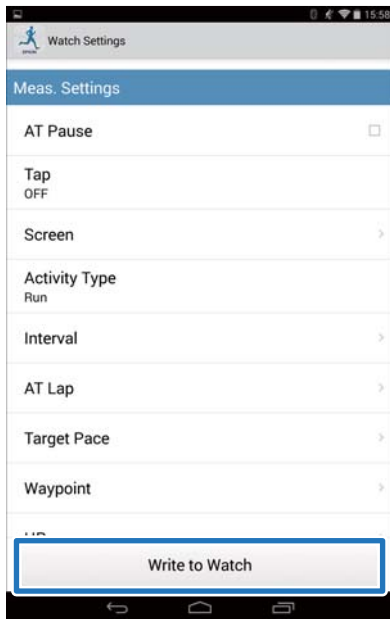 15:58
Watch Settings
Meas. Settings
AT Pause
Tap
OFF
Screen
Activity Type
Run
Interval
AT Lap
Target Pace
Waypoint
Write to Watch